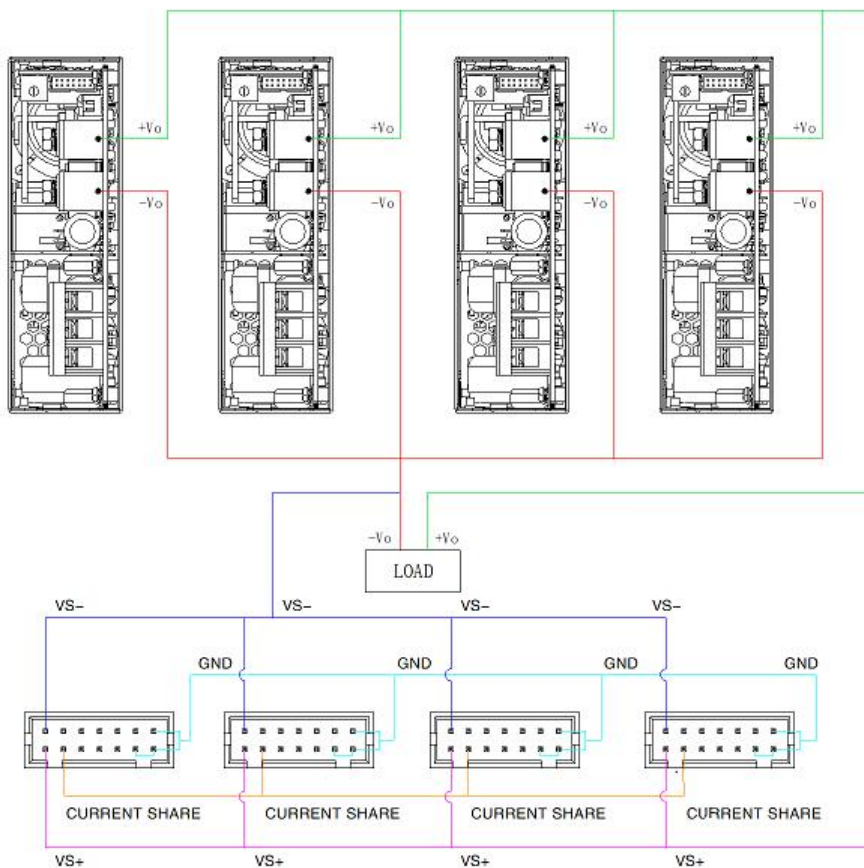 +Vo
+Vo
+Vo
+Vo
-Vo
-Vo
-Vo
-Vo
-Vo
+Vo
LOAD
VS-
VS-
VS-
VS-
GND
GND
GND
GND
CURRENT SHARE
CURRENT SHARE
CURRENT SHARE
CURRENT SHARE
VS+
VS+
VS+
VS+